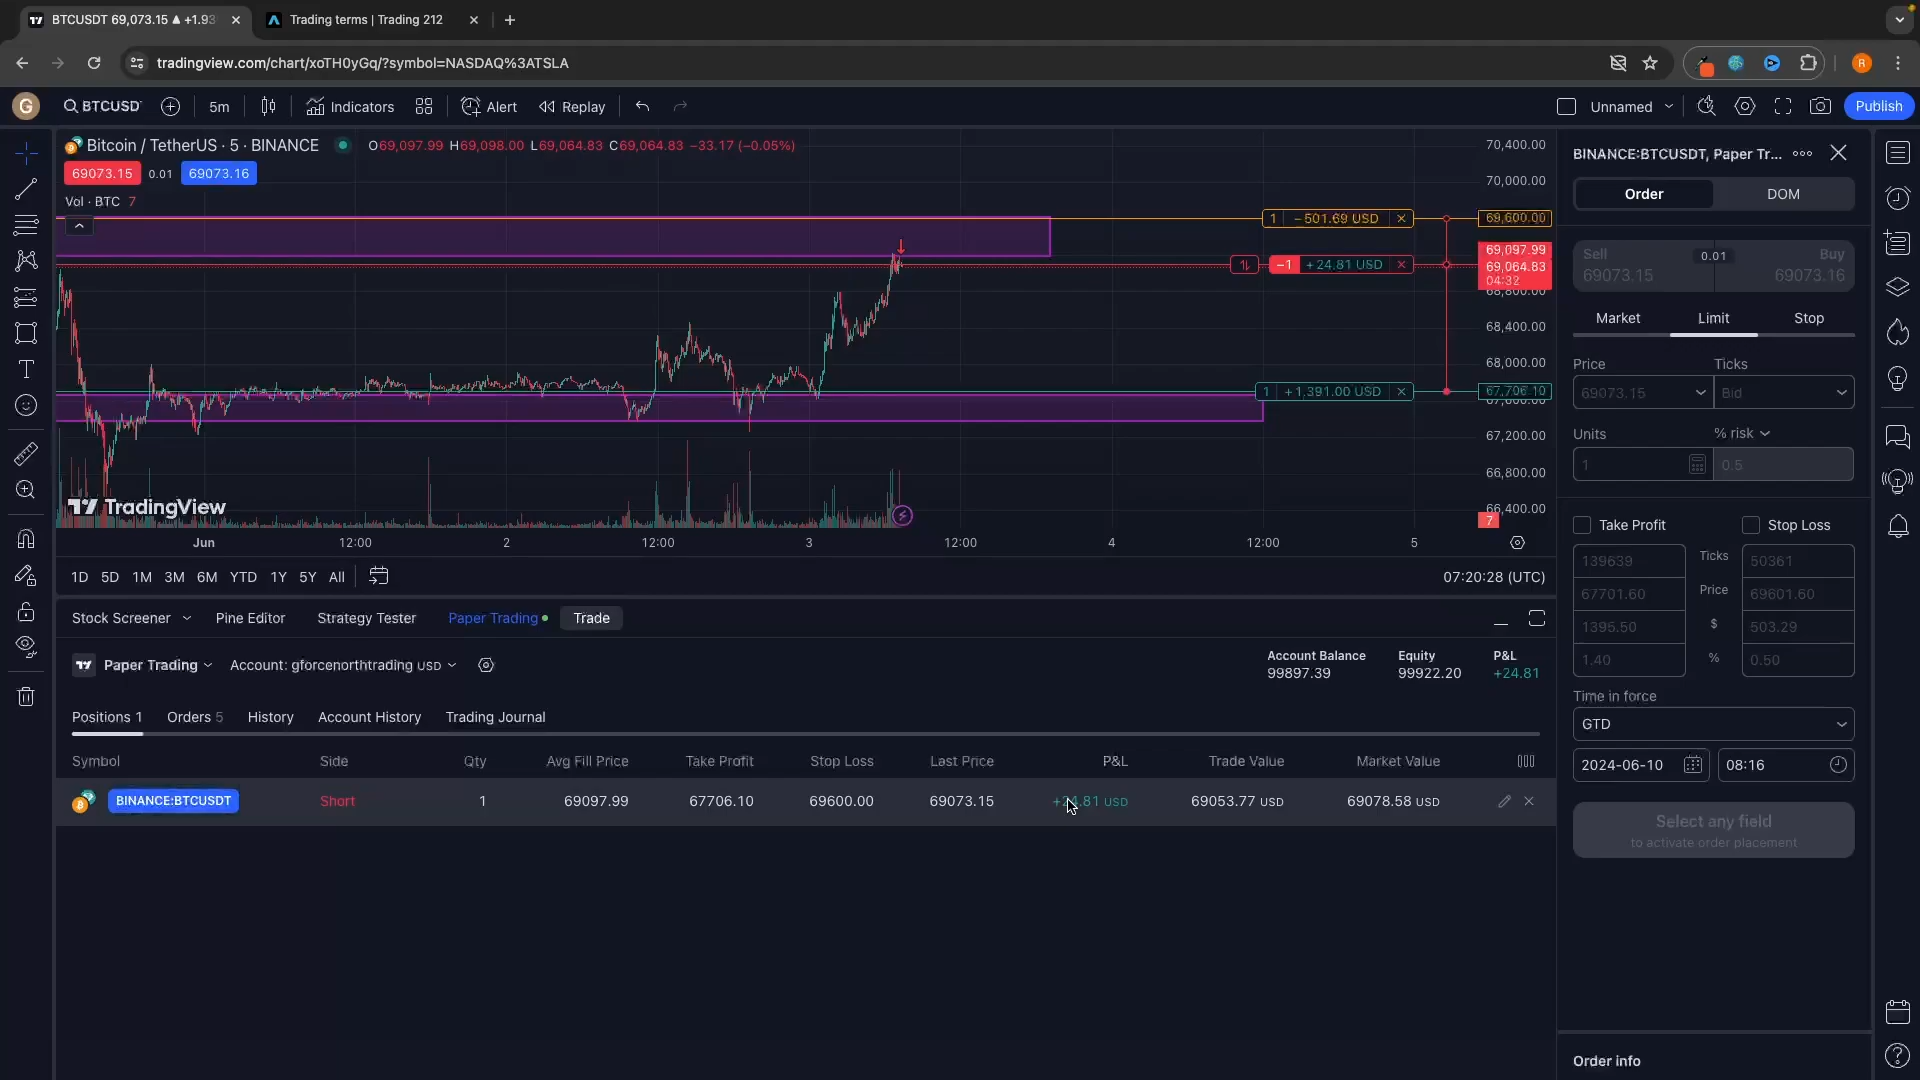 BTCUSDT 69,073.15 ▲ +1.93
Trading terms | Trading 212
tradingview.com/chart/xoTH0yGq/?symbol=NASDAQ%3ATSLA
R
G
BTCUSD
5m
Indicators
Alert
Replay
Unnamed
Publish
Bitcoin / TetherUS · 5 · BINANCE
O69,097.99 H69,098.00 L69,064.83 C69,064.83 −33.17 (−0.05%)
69073.15 0.01 69073.16
Vol · BTC 7
70,400.00
70,000.00
1 −501.69 USD
69,600.00
69,097.99
−1 +24.81 USD
69,064.83
04:32
68,800.00
68,400.00
68,000.00
1 +1,391.00 USD
67,706.10
67,600.00
67,200.00
66,800.00
66,400.00
7
TradingView
Jun 12:00 2 12:00 3 12:00 4 12:00 5
1D 5D 1M 3M 6M YTD 1Y 5Y All
07:20:28 (UTC)
Stock Screener Pine Editor Strategy Tester Paper Trading Trade
Paper Trading Account: gforcenorthtrading USD
Account Balance Equity P&L
99897.39 99922.20 +24.81
Positions 1 Orders 5 History Account History Trading Journal
Symbol Side Qty Avg Fill Price Take Profit Stop Loss Last Price P&L Trade Value Market Value
BINANCE:BTCUSDT Short 1 69097.99 67706.10 69600.00 69073.15 +24.81 USD 69053.77 USD 69078.58 USD
BINANCE:BTCUSDT, Paper Tr...
Order DOM
Sell 0.01 Buy
69073.15 69073.16
Market Limit Stop
Price Ticks
69073.15 Bid
Units % risk
1 0.5
Take Profit Stop Loss
139639 Ticks 50361
67701.60 Price 69601.60
1395.50 $ 503.29
1.40 % 0.50
Time in force
GTD
2024-06-10 08:16
Select any field
to activate order placement
Order info